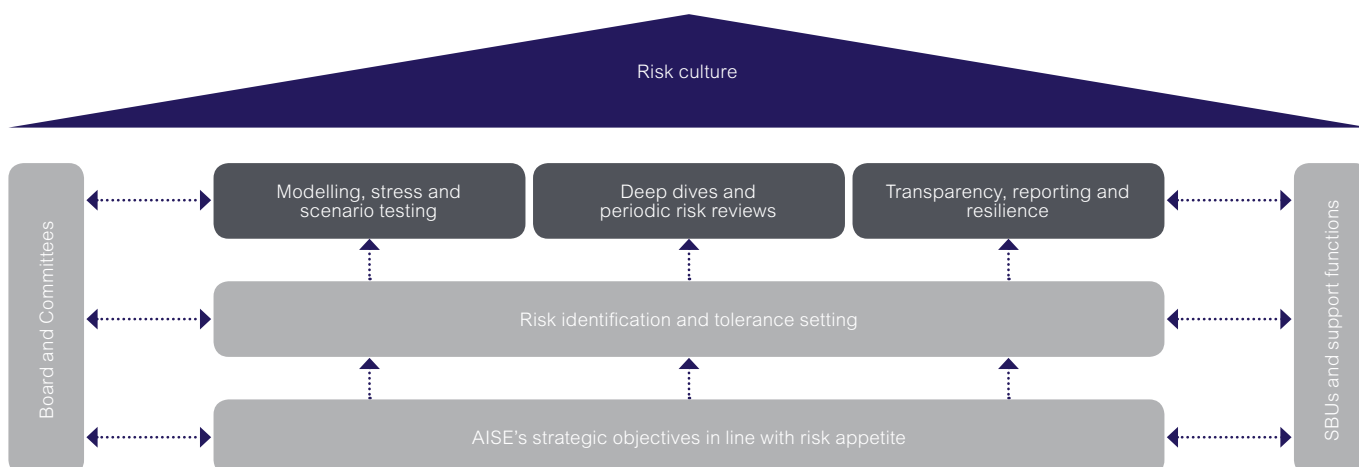 Risk culture
Board and Committees
Modelling, stress and
scenario testing
Deep dives and
periodic risk reviews
Transparency, reporting and
resilience
SBUs and support functions
Risk identification and tolerance setting
AISE's strategic objectives in line with risk appetite